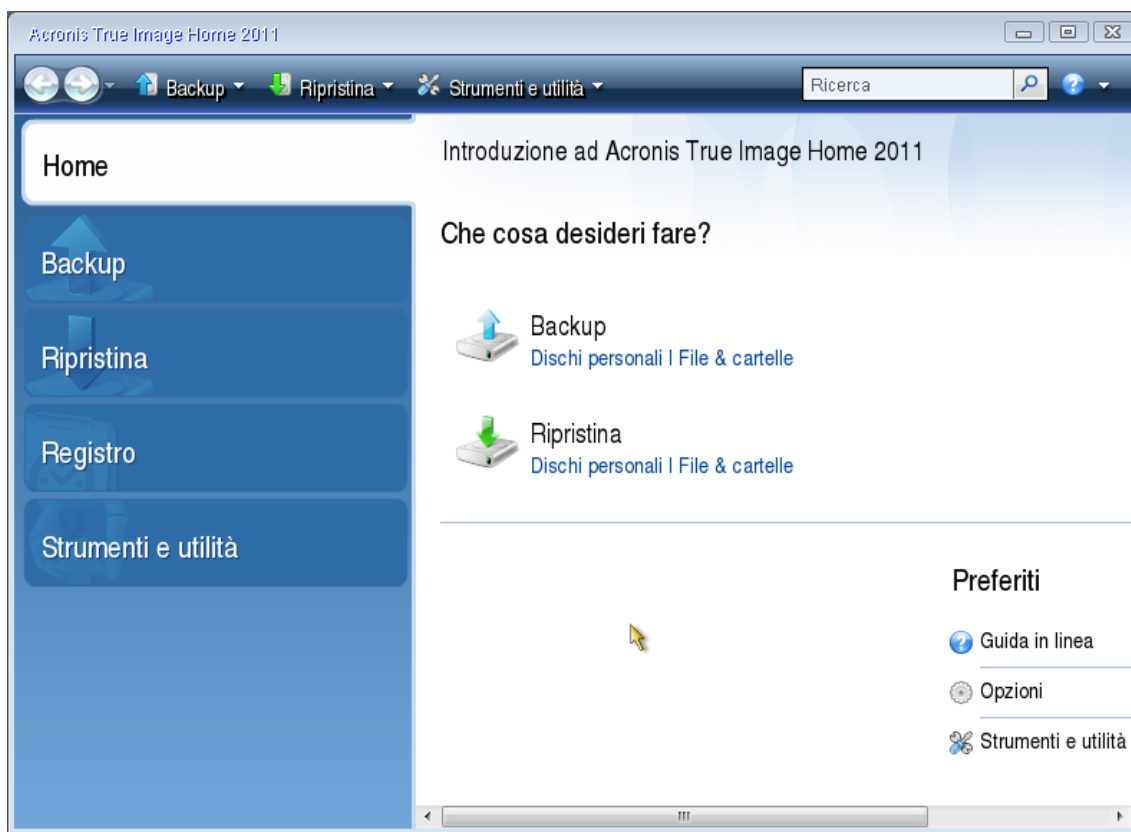 Acronis True Image Home 2011
Backup Ripristina Strumenti e utilità Ricerca
Home
Backup
Ripristina
Registro
Strumenti e utilità
Introduzione ad Acronis True Image Home 2011
Che cosa desideri fare?
Backup
Dischi personali | File & cartelle
Ripristina
Dischi personali | File & cartelle
Preferiti
Guida in linea
Opzioni
Strumenti e utilità